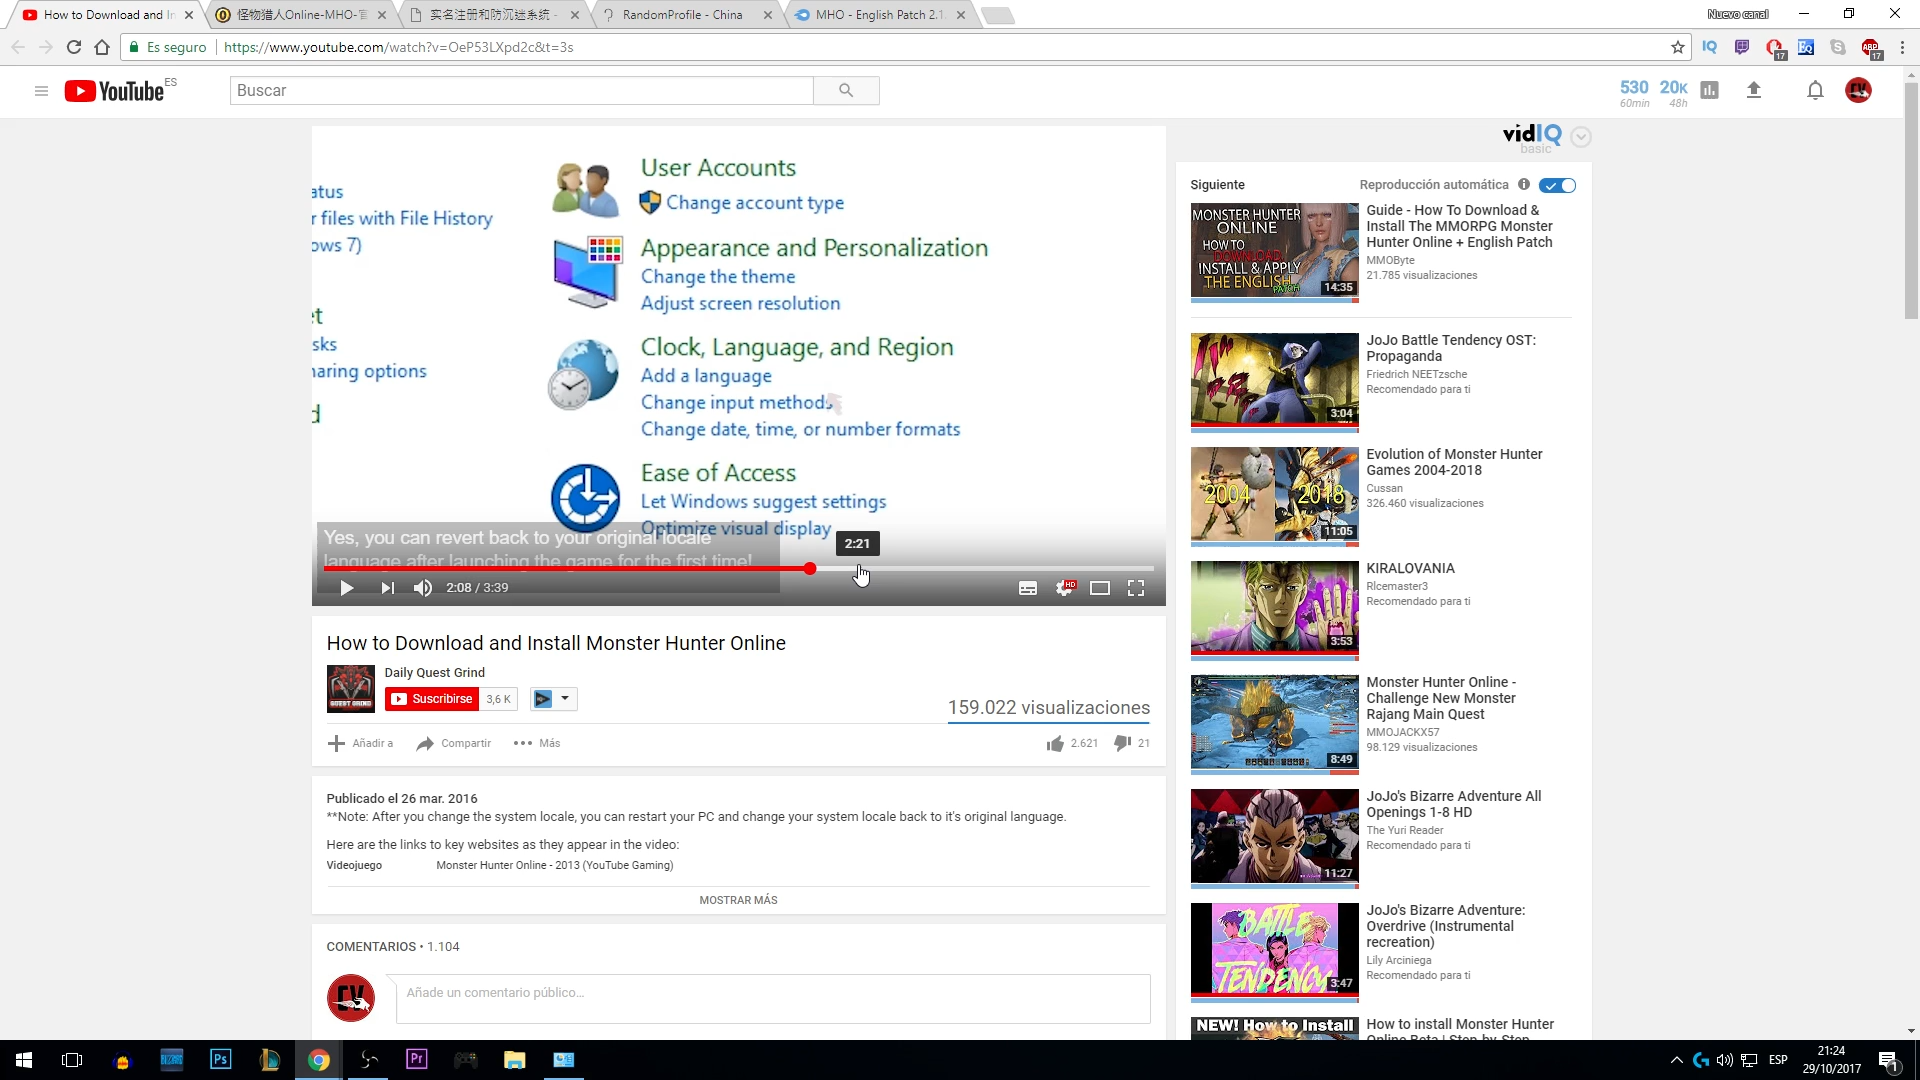 How to Download and In
怪物猎人Online-MHO-官
实名注册和防沉迷系统 -
RandomProfile - China
MHO - English Patch 2.1.
Nuevo canal
Es seguro
https://www.youtube.com/watch?v=OeP53LXpd2c&t=3s
17
17
YouTube ES
Buscar
530 20K
60min 48h
vidIQ
basic
User Accounts
Change account type
atus
r files with File History
ows 7)
Appearance and Personalization
Change the theme
Adjust screen resolution
et
sks
haring options
d
Clock, Language, and Region
Add a language
Change input methods
Change date, time, or number formats
Ease of Access
Let Windows suggest settings
Optimize visual display
Yes, you can revert back to your original locale
language after launching the game for the first time!
2:21
2:08 / 3:39
HD
How to Download and Install Monster Hunter Online
Daily Quest Grind
Suscribirse 3,6 K
159.022 visualizaciones
Añadir a
Compartir
Más
2.621
21
Publicado el 26 mar. 2016
**Note: After you change the system locale, you can restart your PC and change your system locale back to it's original language.
Here are the links to key websites as they appear in the video:
Videojuego Monster Hunter Online - 2013 (YouTube Gaming)
MOSTRAR MÁS
COMENTARIOS • 1.104
Añade un comentario público...
Siguiente
Reproducción automática
MONSTER HUNTER
ONLINE
HOW TO
DOWNLOAD,
INSTALL & APPLY
THE ENGLISH
PATCH
14:35
Guide - How To Download &
Install The MMORPG Monster
Hunter Online + English Patch
MMOByte
21.785 visualizaciones
3:04
JoJo Battle Tendency OST:
Propaganda
Friedrich NEETzsche
Recomendado para ti
2004 2018
11:05
Evolution of Monster Hunter
Games 2004-2018
Cussan
326.460 visualizaciones
3:53
KIRALOVANIA
RIcemaster3
Recomendado para ti
8:49
Monster Hunter Online -
Challenge New Monster
Rajang Main Quest
MMOJACKX57
98.129 visualizaciones
11:27
JoJo's Bizarre Adventure All
Openings 1-8 HD
The Yuri Reader
Recomendado para ti
BATTLE
TENDENCY
3:47
JoJo's Bizarre Adventure:
Overdrive (Instrumental
recreation)
Lily Arciniega
Recomendado para ti
NEW! How to Install
How to install Monster Hunter
Online Beta | Step-by-Step
ESP
21:24
29/10/2017
1